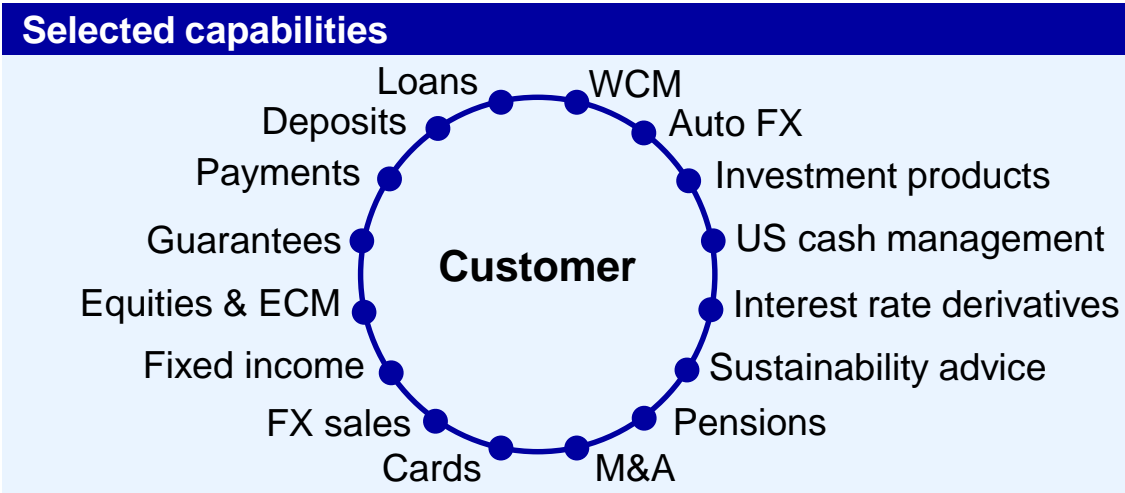 Selected capabilities
Loans
WCM
Deposits
Auto FX
Payments
Investment products
Guarantees
US cash management
Customer
Equities & ECM
Interest rate derivatives
Fixed income
Sustainability advice
FX sales
Pensions
Cards
M&A